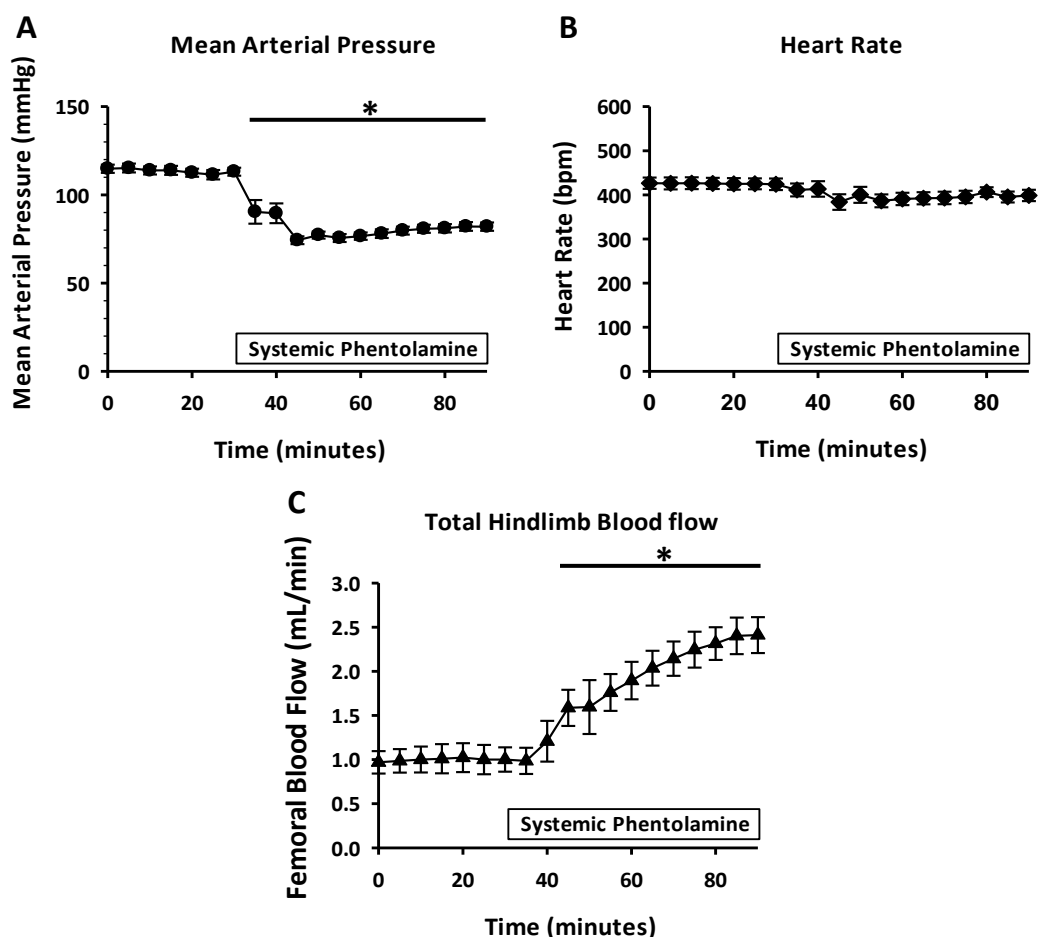 A
Mean Arterial Pressure
Mean Arterial Pressure (mmHg)
*
150
100
50
0
Systemic Phentolamine
0 20 40 60 80
Time (minutes)
B
Heart Rate
Heart Rate (bpm)
600
500
400
300
200
100
0
Systemic Phentolamine
0 20 40 60 80
Time (minutes)
C
Total Hindlimb Blood flow
Femoral Blood Flow (mL/min)
*
3.0
2.5
2.0
1.5
1.0
0.5
0.0
Systemic Phentolamine
0 20 40 60 80
Time (minutes)